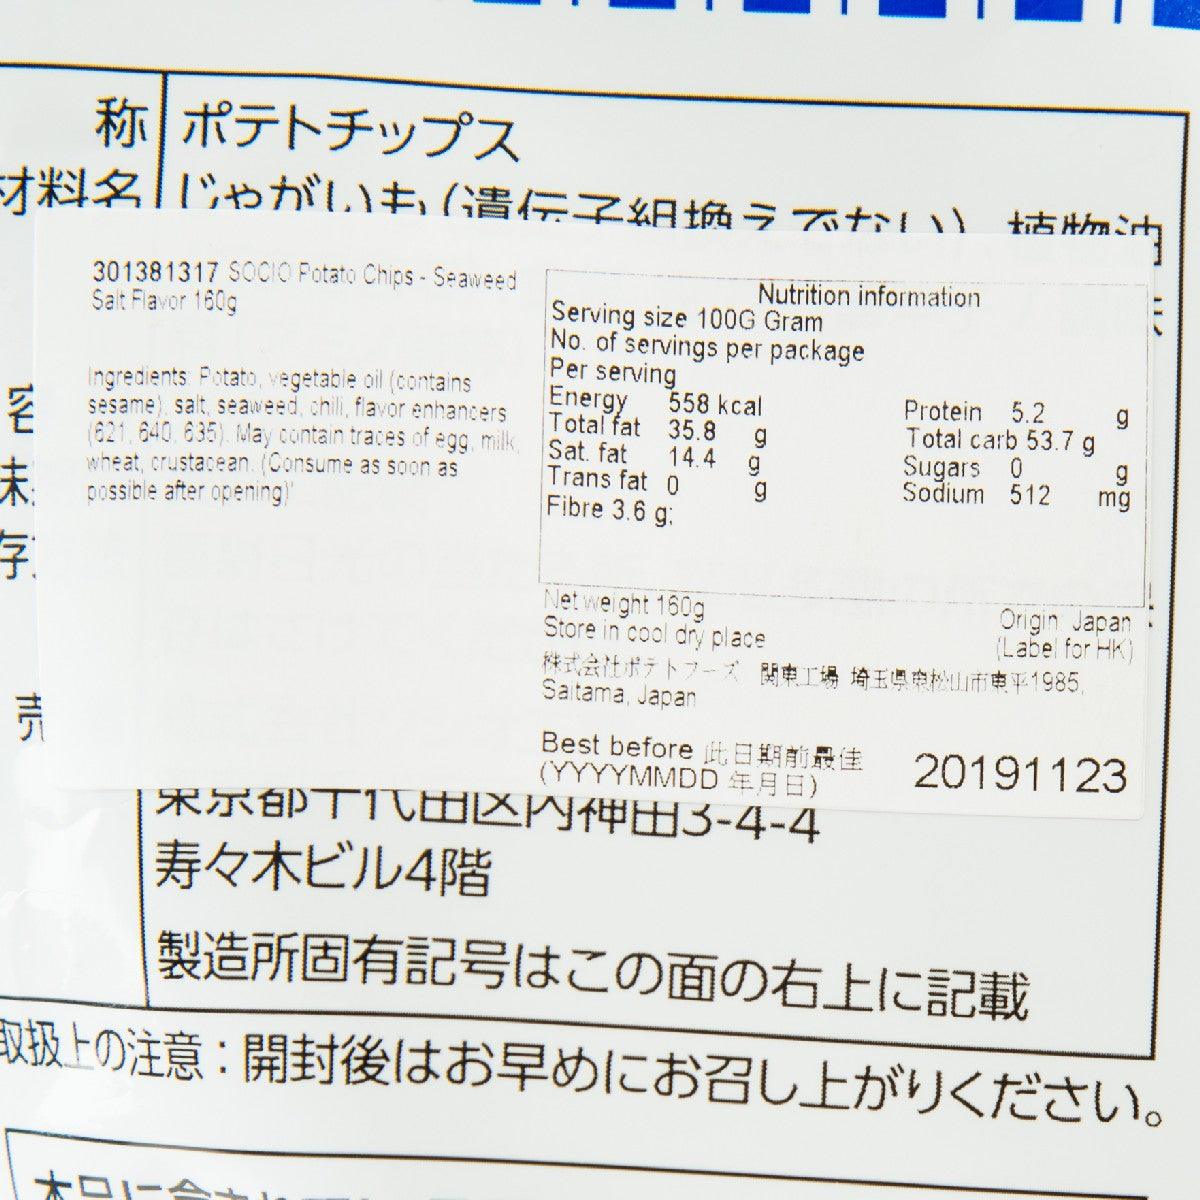 称 ポテトチップス
材料名 じゃがいも(遺伝子組換えでない)、植物油
301381317 SOCIO Potato Chips - Seaweed
Salt Flavor 160g
Ingredients: Potato, vegetable oil (contains
sesame), salt, seaweed, chili, flavor enhancers
(621, 640, 635). May contain traces of egg, milk,
wheat, crustacean. (Consume as soon as
possible after opening)'
Nutrition information
Serving size 100G Gram
No. of servings per package
Per serving
Energy 558 kcal Protein 5.2 g
Total fat 35.8 g Total carb 53.7 g
Sat. fat 14.4 g Sugars 0 g
Trans fat 0 g Sodium 512 mg
Fibre 3.6 g;
Net weight 160g
Store in cool dry place
Origin Japan
(Label for HK)
株式会社ポテトフーズ 関東工場 埼玉県東松山市東平1985,
Saitama, Japan
Best before 此日期前最佳
(YYYYMMDD 年月日) 20191123
容
味
存
売
東京都千代田区内神田3-4-4
寿々木ビル4階
製造所固有記号はこの面の右上に記載
取扱上の注意:開封後はお早めにお召し上がりください。